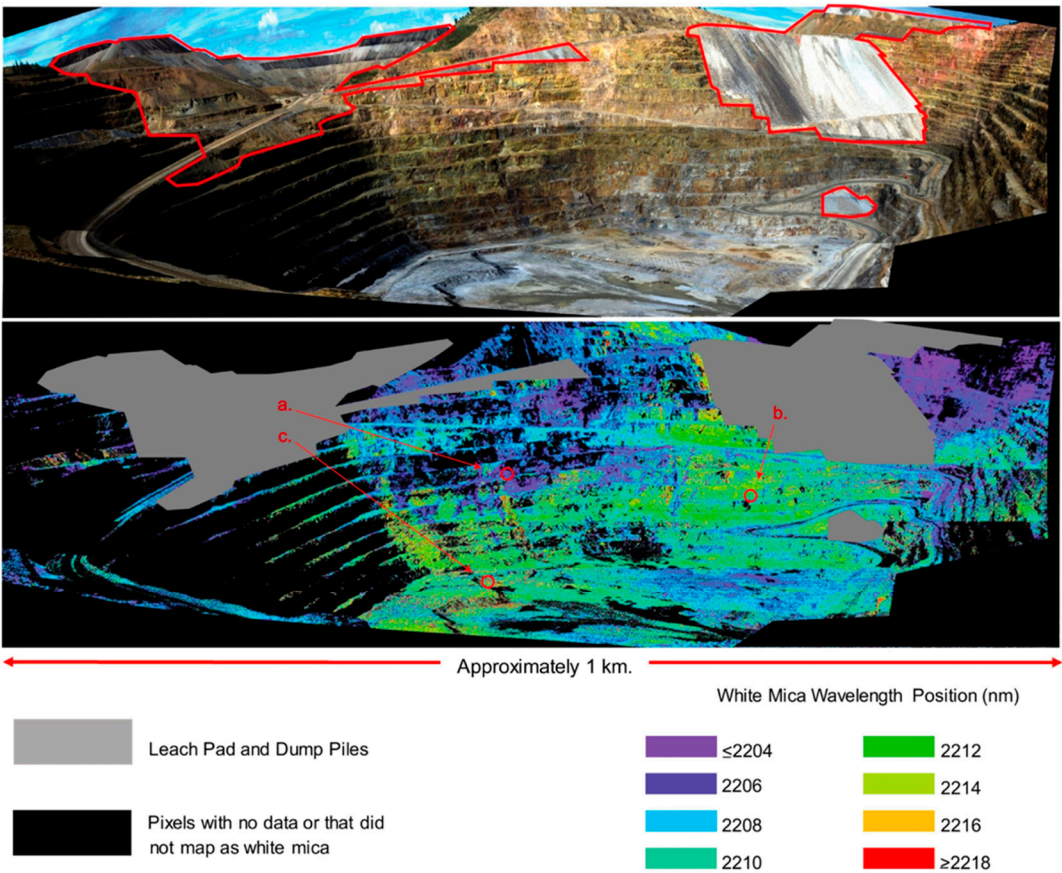 a.
b.
c.
Approximately 1 km.
White Mica Wavelength Position (nm)
Leach Pad and Dump Piles
Pixels with no data or that did
not map as white mica
≤2204
2206
2208
2210
2212
2214
2216
≥2218